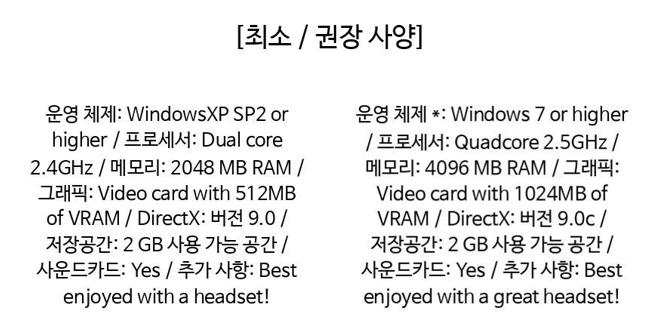 [최소 / 권장 사양]
운영 체제: WindowsXP SP2 or
higher / 프로세서: Dual core
2.4GHz / 메모리: 2048 MB RAM /
그래픽: Video card with 512MB
of VRAM / DirectX: 버전 9.0 /
저장공간: 2 GB 사용 가능 공간 /
사운드카드: Yes / 추가 사항: Best
enjoyed with a headset!
운영 체제 *: Windows 7 or higher
/ 프로세서: Quadcore 2.5GHz /
메모리: 4096 MB RAM / 그래픽:
Video card with 1024MB of
VRAM / DirectX: 버전 9.0c /
저장공간: 2 GB 사용 가능 공간 /
사운드카드: Yes / 추가 사항: Best
enjoyed with a great headset!